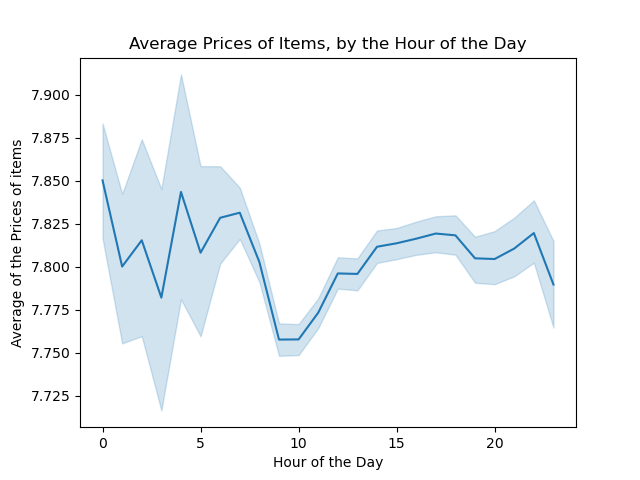 Average Prices of Items, by the Hour of the Day
7.900
7.875
7.850
7.825
7.800
7.775
7.750
7.725
Average of the Prices of items
0 5 10 15 20
Hour of the Day